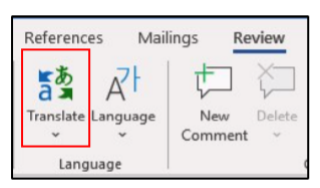 References Mailings Review
Translate Language New Delete
Comment
Language